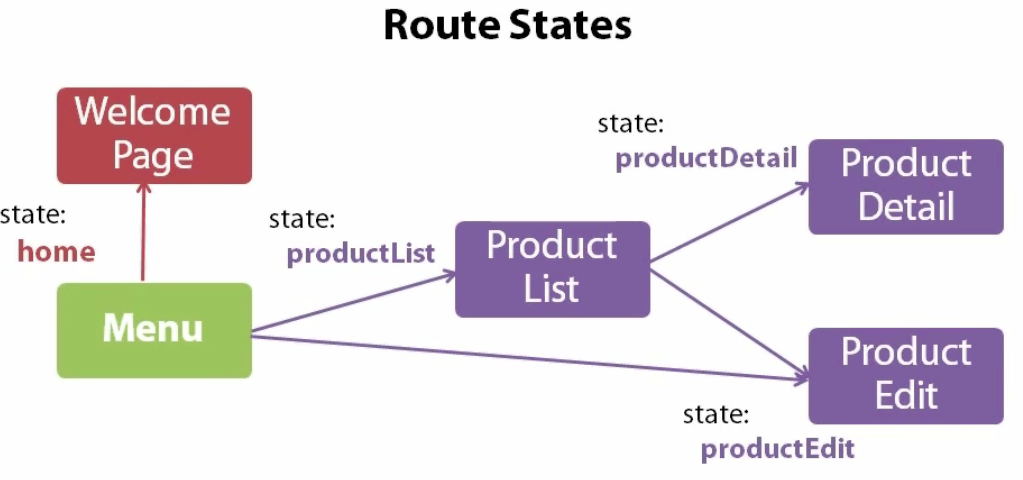 Route States
Welcome
Page
state:
home
Menu
state:
productList
Product
List
state:
productDetail
Product
Detail
Product
Edit
state:
productEdit